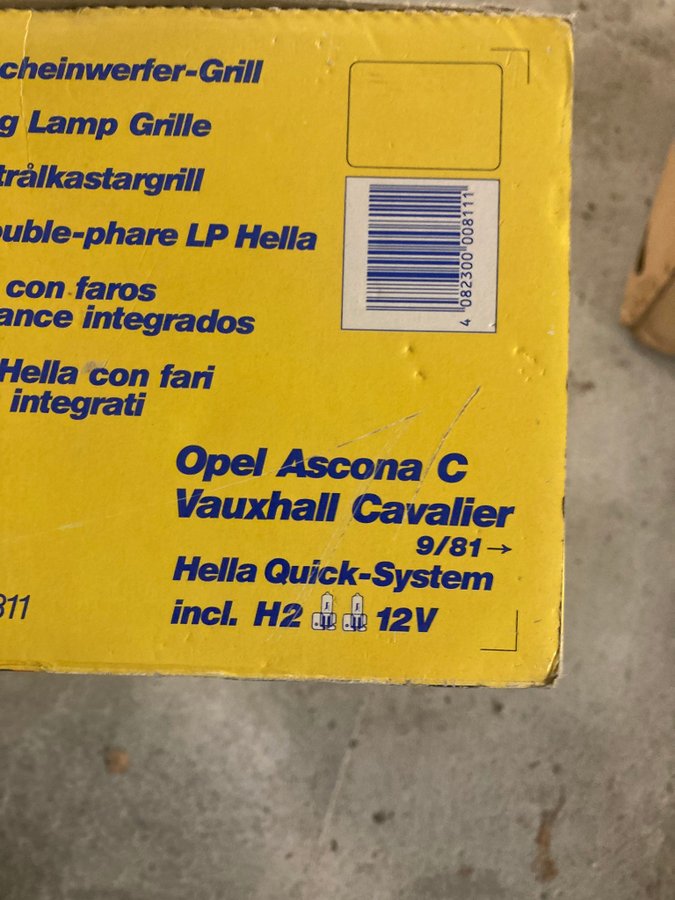 cheinwerfer-Grill
g Lamp Grille
trålkastargrill
ouble-phare LP Hella
con faros
ance integrados
Hella con fari
integrati
4 082300 008111
Opel Ascona C
Vauxhall Cavalier
9/81→
Hella Quick-System
incl. H2 12V
811